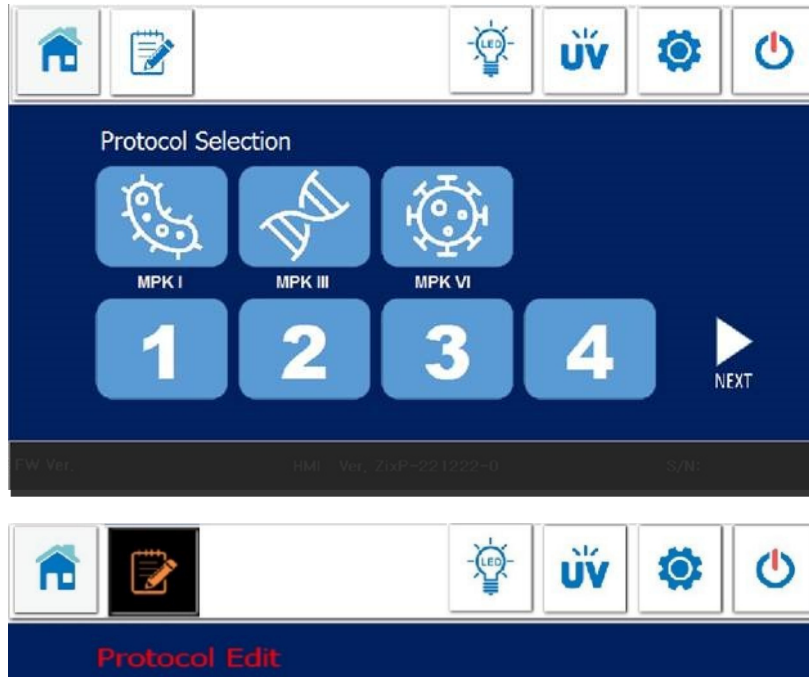 LED UV
Protocol Selection
MPK I MPK III MPK VI
1 2 3 4
NEXT
FW Ver. HMI Ver, ZixP-221222-0 S/N:
LED UV
Protocol Edit